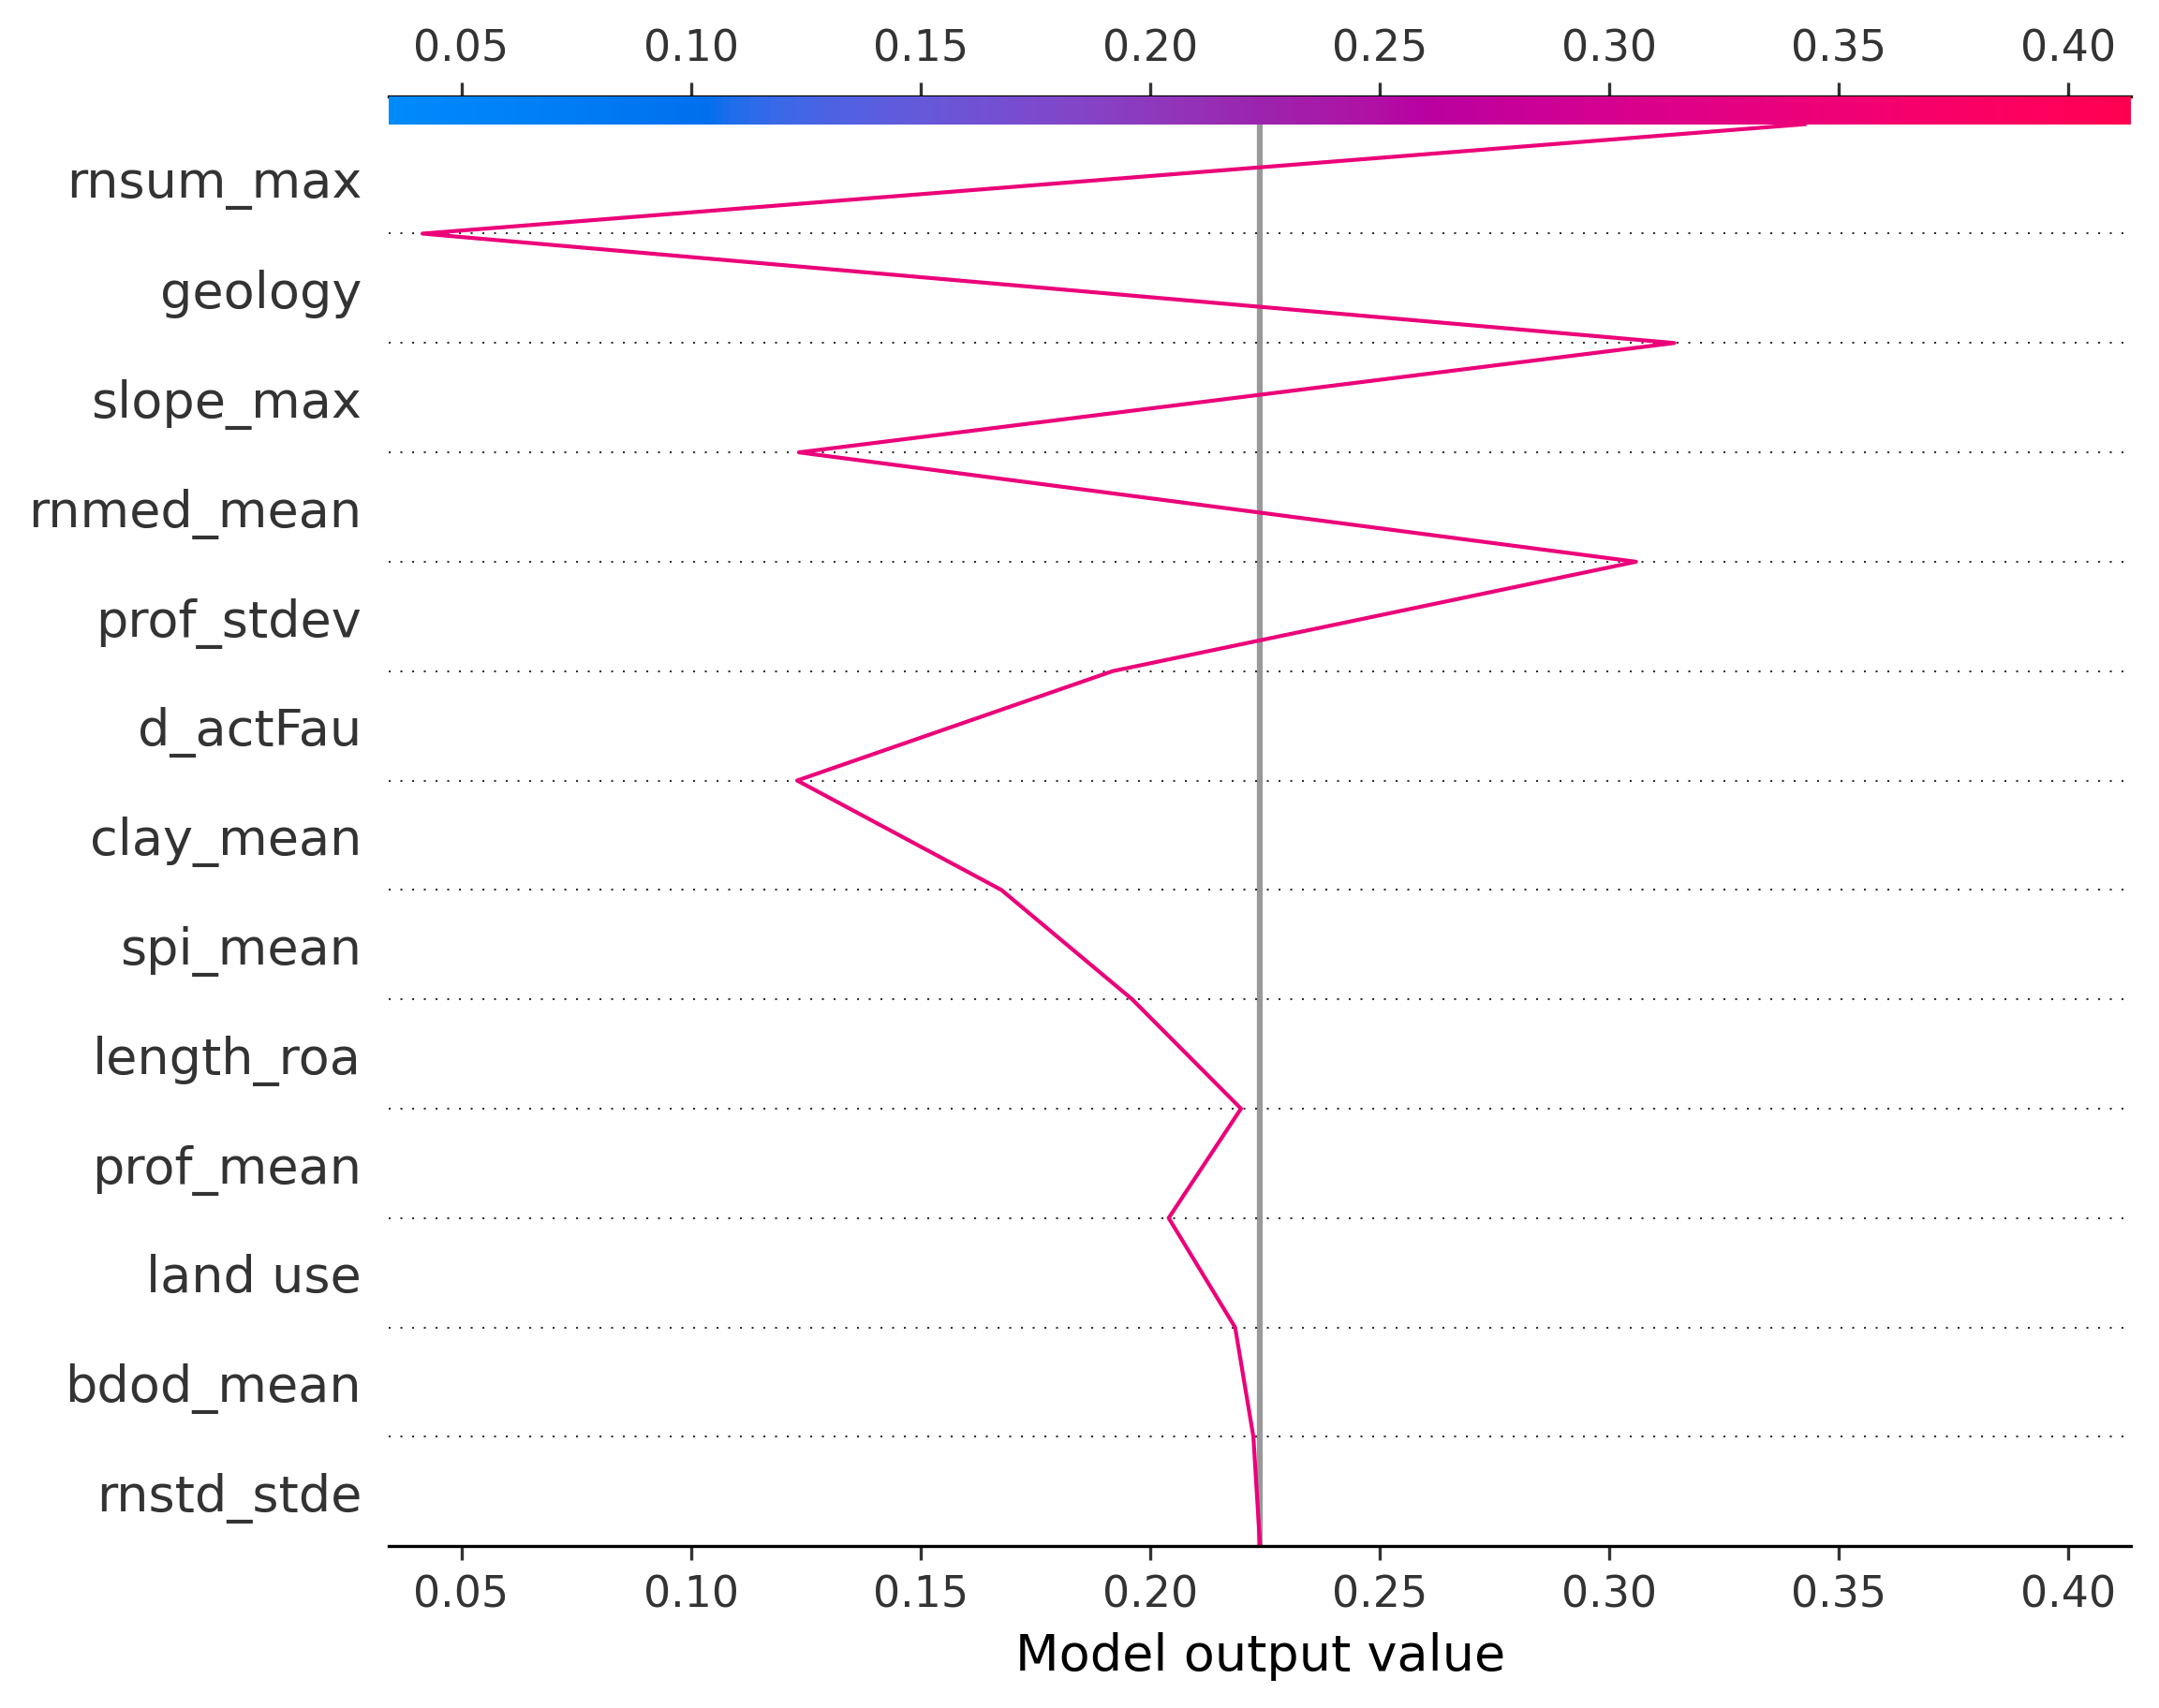 0.05 0.10 0.15 0.20 0.25 0.30 0.35 0.40
rnsum_max
geology
slope_max
rnmed_mean
prof_stdev
d_actFau
clay_mean
spi_mean
length_roa
prof_mean
land use
bdod_mean
rnstd_stde
0.05 0.10 0.15 0.20 0.25 0.30 0.35 0.40
Model output value